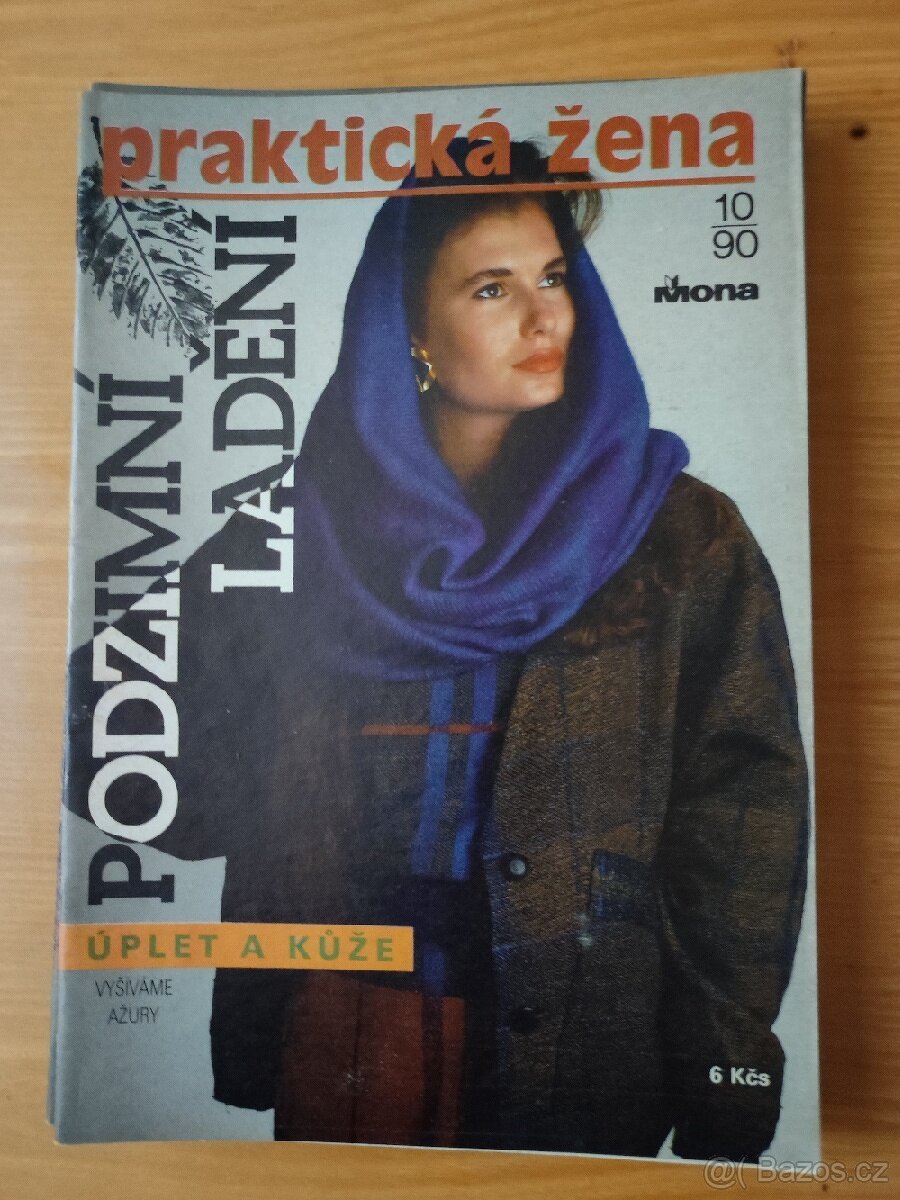 praktická žena
10
90
Mona
PODZIMNÍ
LADĚNÍ
ÚPLET A KŮŽE
VYŠÍVÁME
AŽURY
6 Kčs
@ Bazos.cz